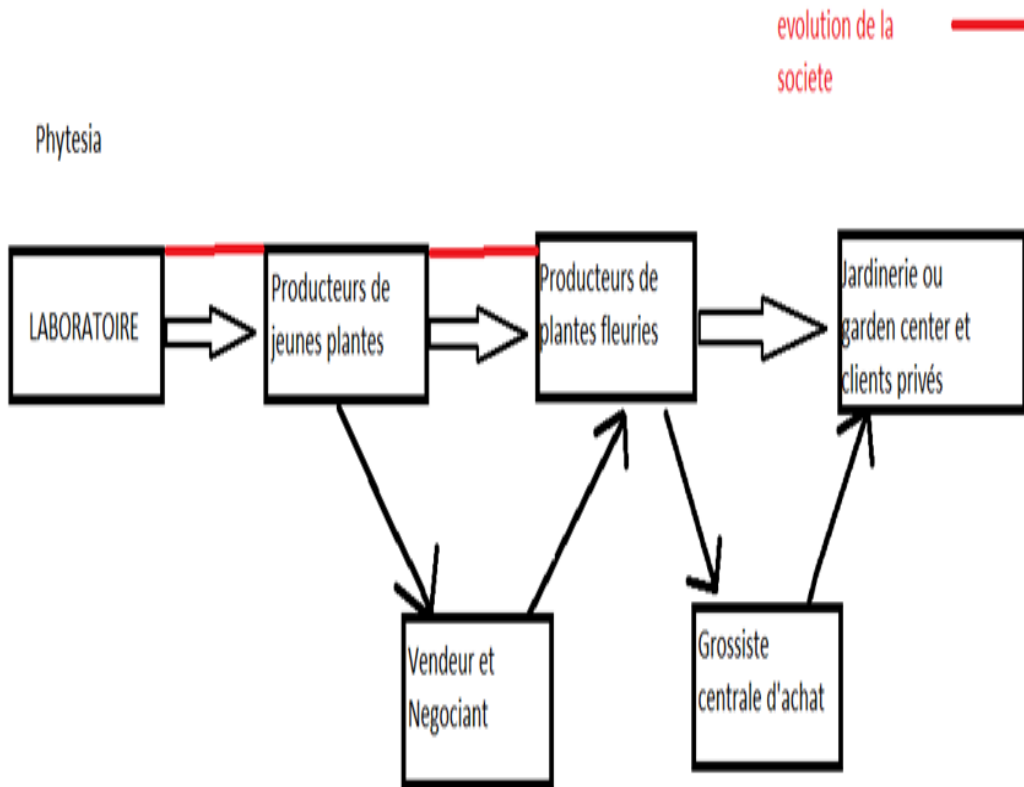 evolution de la
societe
Phytesia
LABORATOIRE
Producteurs de
jeunes plantes
Producteurs de
plantes fleuries
Jardinerie ou
garden center et
clients privés
Vendeur et
Negociant
Grossiste
centrale d'achat